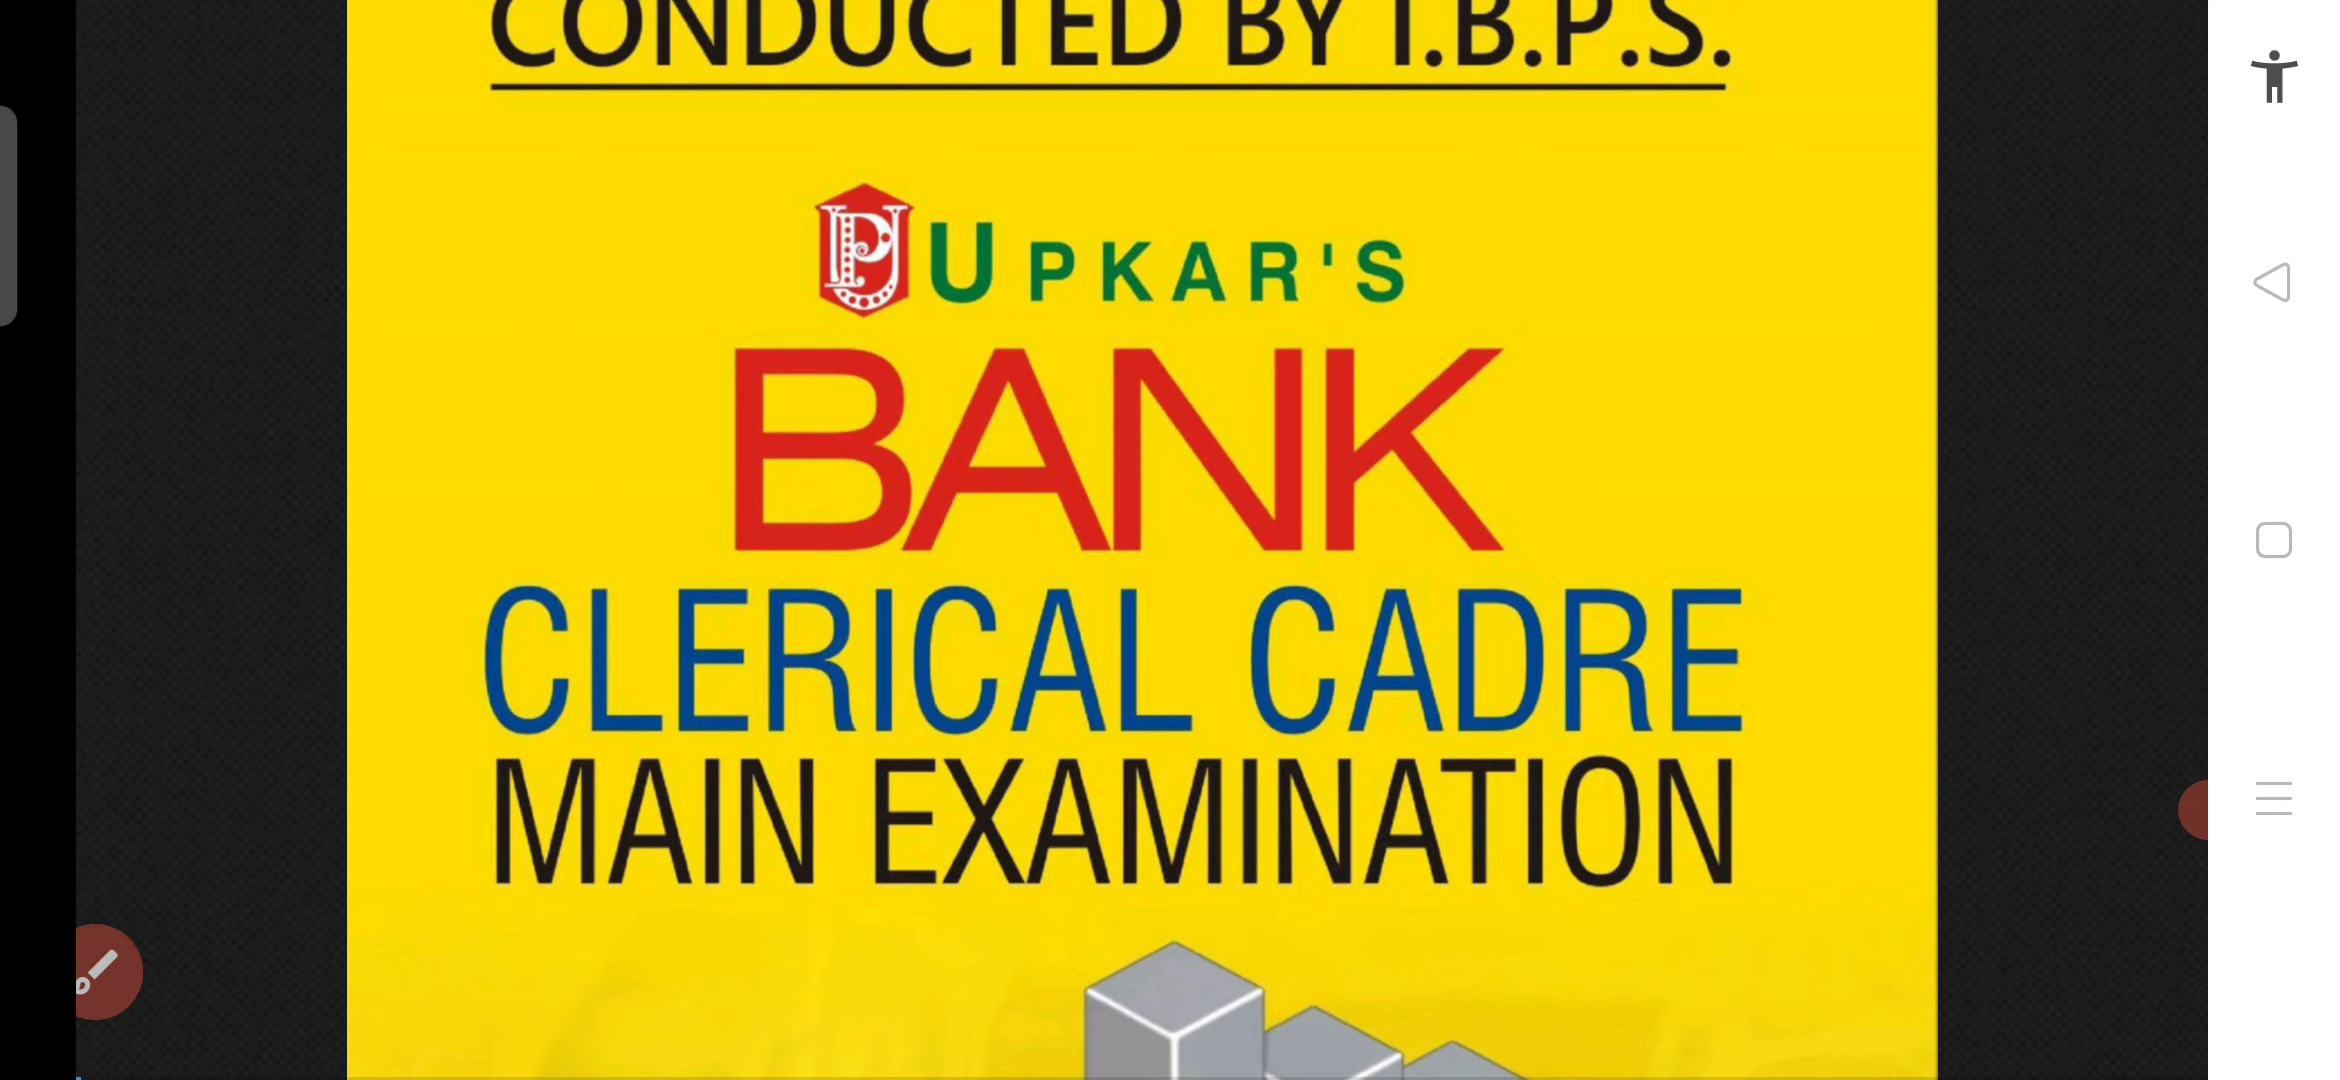 CONDUCTED BY I.B.P.S.
UPKAR'S
BANK
CLERICAL CADRE
MAIN EXAMINATION